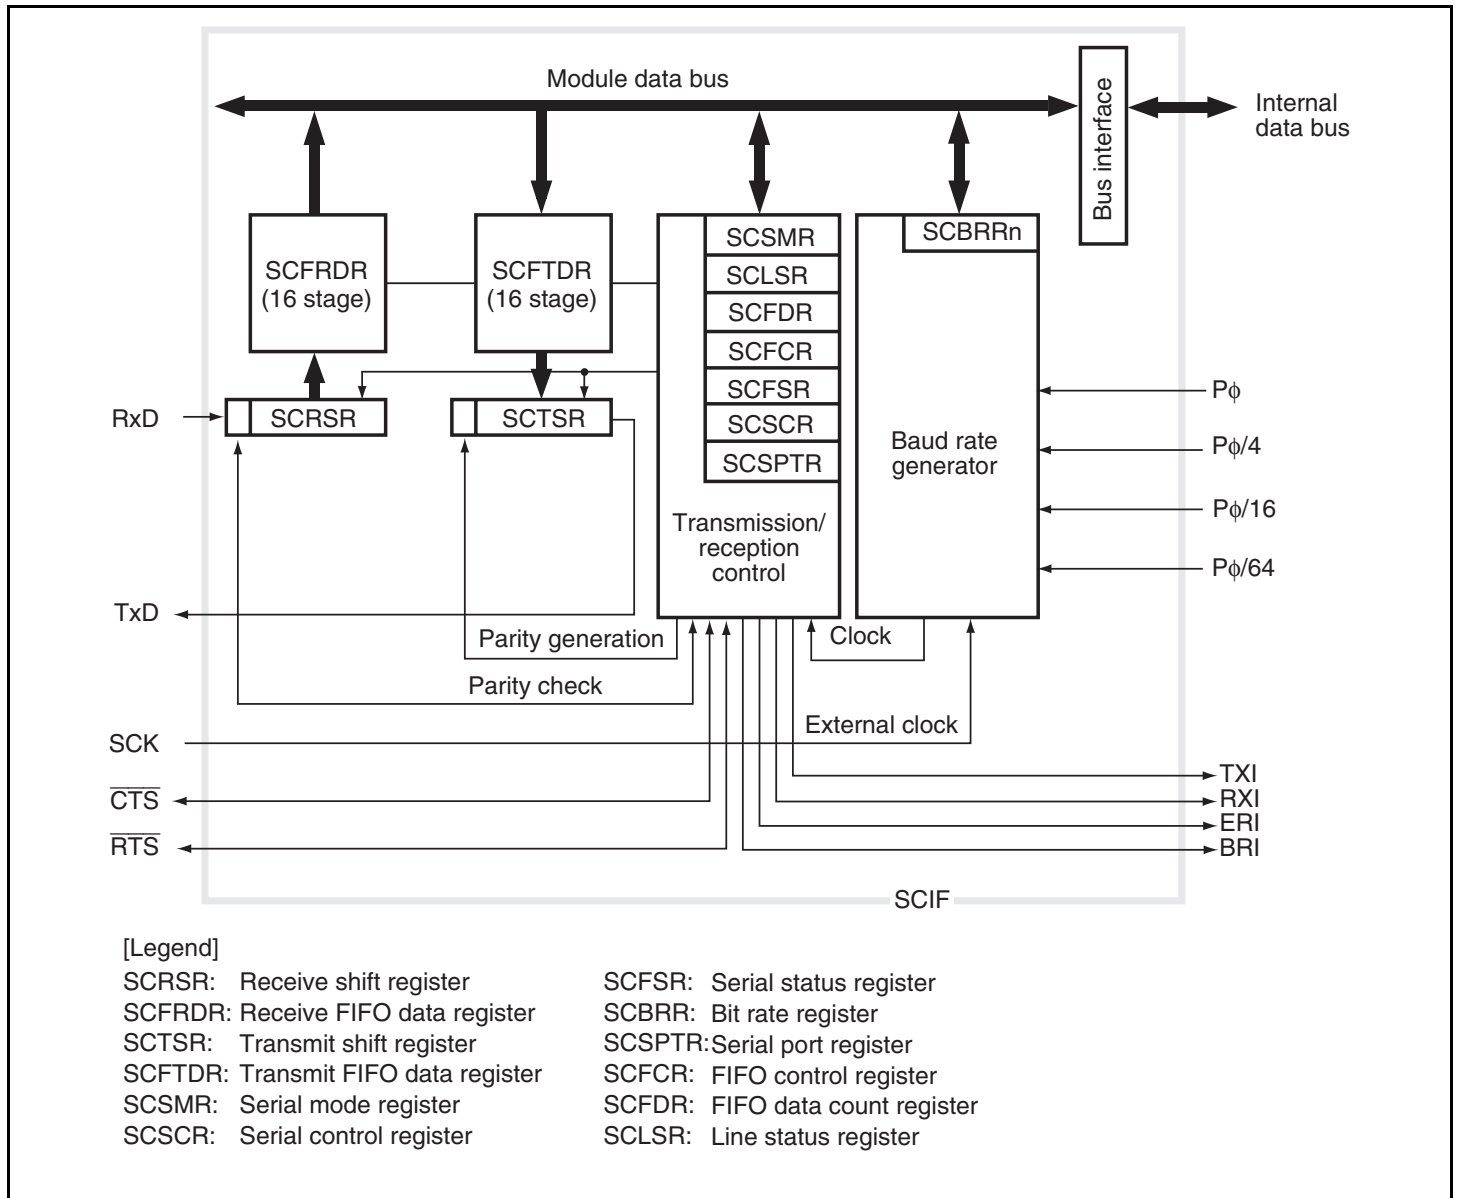 Module data bus
Bus interface
Internal
data bus
SCFRDR
(16 stage)
SCFTDR
(16 stage)
SCSMR
SCLSR
SCFDR
SCFCR
SCFSR
SCSCR
SCSPTR
Transmission/
reception
control
SCBRRn
Baud rate
generator
RxD
SCRSR
SCTSR
Pϕ
Pϕ/4
Pϕ/16
Pϕ/64
TxD
Parity generation
Clock
Parity check
External clock
SCK
C̅T̅S̅
R̅T̅S̅
TXI
RXI
ERI
BRI
SCIF
[Legend]
SCRSR: Receive shift register
SCFRDR: Receive FIFO data register
SCTSR: Transmit shift register
SCFTDR: Transmit FIFO data register
SCSMR: Serial mode register
SCSCR: Serial control register
SCFSR: Serial status register
SCBRR: Bit rate register
SCSPTR: Serial port register
SCFCR: FIFO control register
SCFDR: FIFO data count register
SCLSR: Line status register